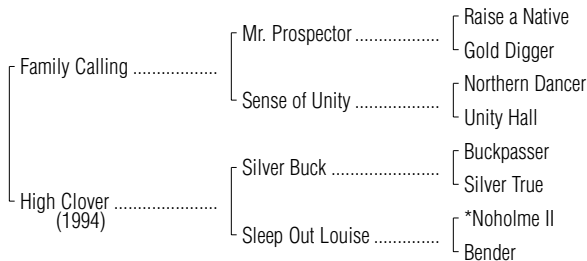 Raise a Native
Mr. Prospector ..................
Gold Digger
Family Calling ..................
Northern Dancer
Sense of Unity ..................
Unity Hall
Buckpasser
Silver Buck .......................
Silver True
High Clover ......................
(1994)
*Noholme II
Sleep Out Louise ..............
Bender